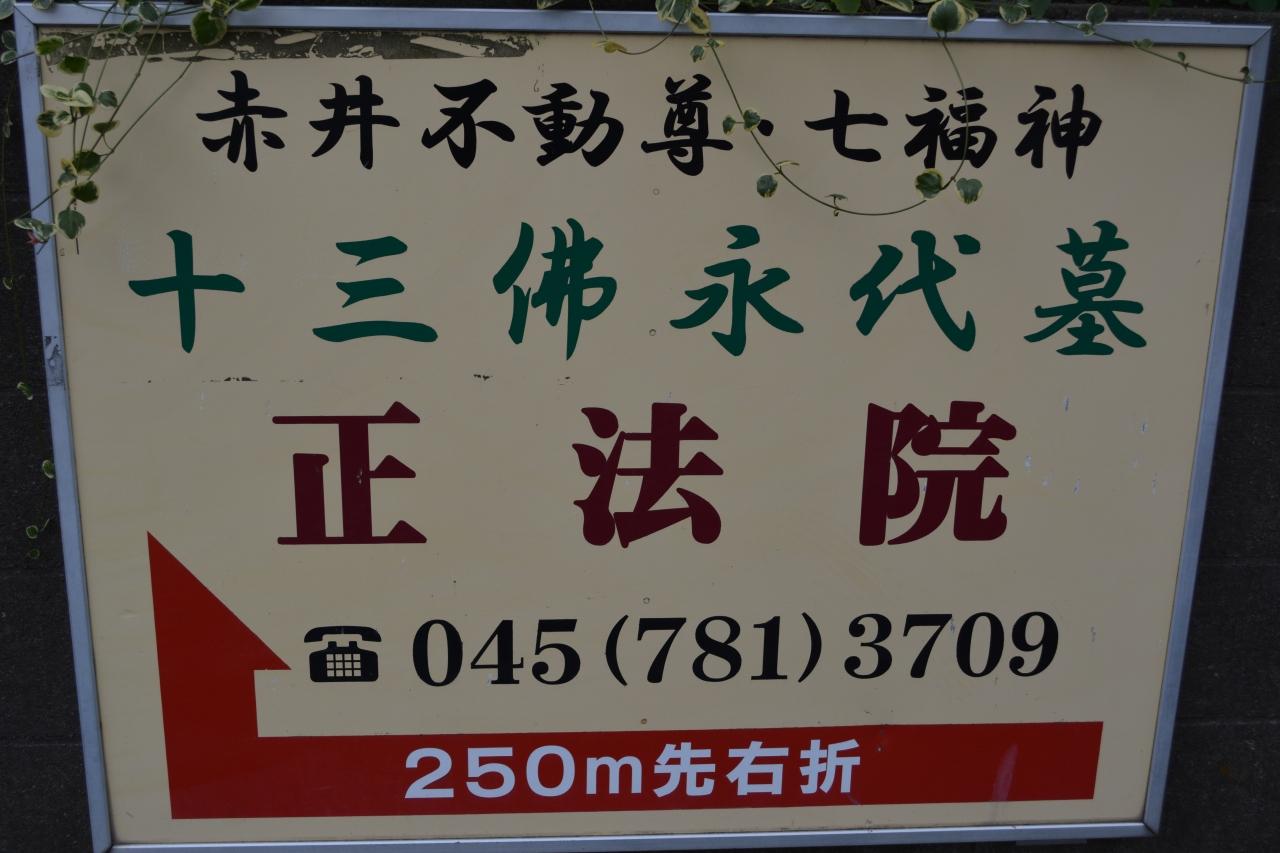 赤井不動尊・七福神
十三佛永代墓
正法院
☎045(781)3709
250m先右折